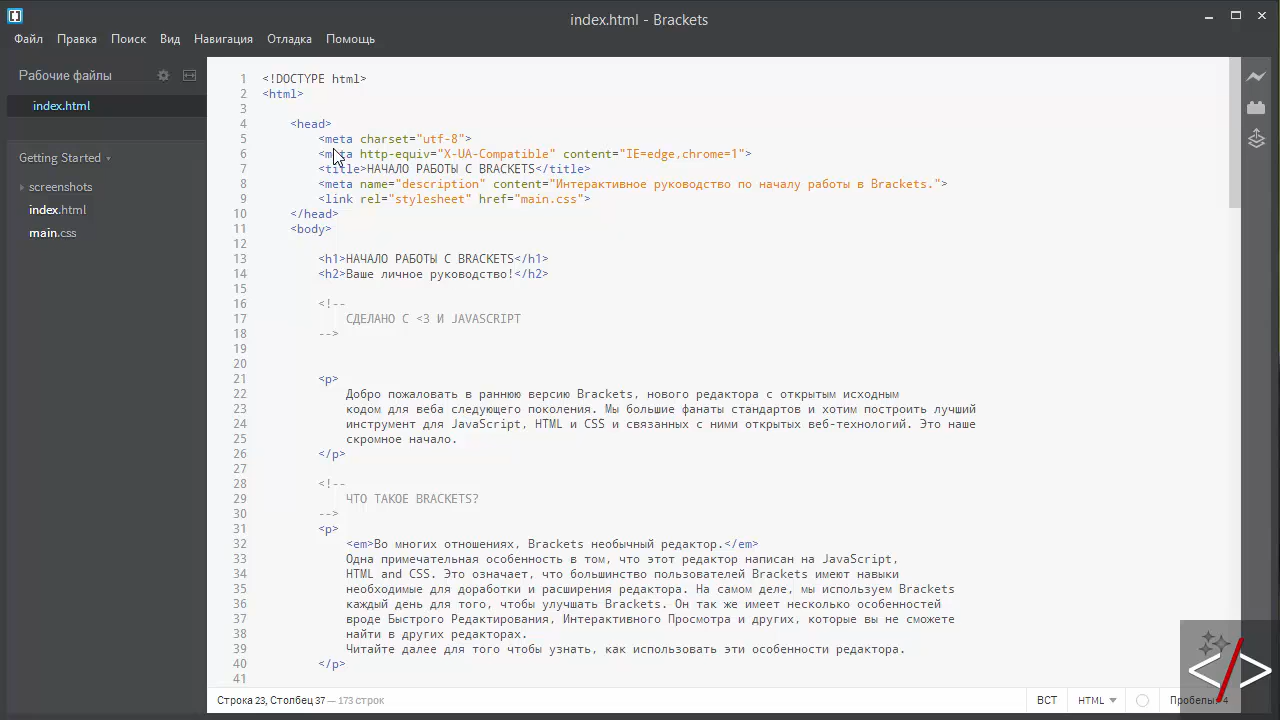 index.html - Brackets
Файл Правка Поиск Вид Навигация Отладка Помощь
Рабочие файлы
index.html
Getting Started
screenshots
index.html
main.css
1 <!DOCTYPE html>
2 <html>
3
4 <head>
5 <meta charset="utf-8">
6 <meta http-equiv="X-UA-Compatible" content="IE=edge,chrome=1">
7 <title>НАЧАЛО РАБОТЫ С BRACKETS</title>
8 <meta name="description" content="Интерактивное руководство по началу работы в Brackets.">
9 <link rel="stylesheet" href="main.css">
10 </head>
11 <body>
12
13 <h1>НАЧАЛО РАБОТЫ С BRACKETS</h1>
14 <h2>Ваше личное руководство!</h2>
15
16 <!--
17 СДЕЛАНО С <3 И JAVASCRIPT
18 -->
19
20
21 <p>
22 Добро пожаловать в раннюю версию Brackets, нового редактора с открытым исходным
23 кодом для веба следующего поколения. Мы большие фанаты стандартов и хотим построить лучший
24 инструмент для JavaScript, HTML и CSS и связанных с ними открытых веб-технологий. Это наше
25 скромное начало.
26 </p>
27
28 <!--
29 ЧТО ТАКОЕ BRACKETS?
30 -->
31 <p>
32 <em>Во многих отношениях, Brackets необычный редактор.</em>
33 Одна примечательная особенность в том, что этот редактор написан на JavaScript,
34 HTML and CSS. Это означает, что большинство пользователей Brackets имеют навыки
35 необходимые для доработки и расширения редактора. На самом деле, мы используем Brackets
36 каждый день для того, чтобы улучшать Brackets. Он так же имеет несколько особенностей
37 вроде Быстрого Редактирования, Интерактивного Просмотра и других, которые вы не сможете
38 найти в других редакторах.
39 Читайте далее для того чтобы узнать, как использовать эти особенности редактора.
40 </p>
41
Строка 23, Столбец 37 — 173 строк
ВСТ HTML Пробелы: 4